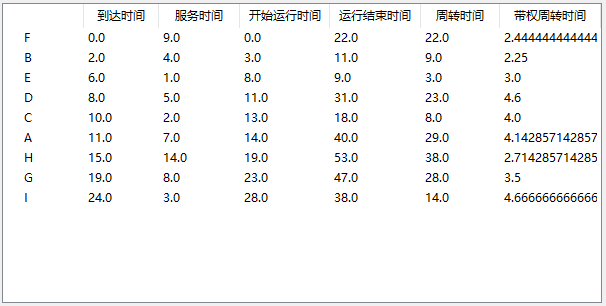 到达时间 服务时间 开始运行时间 运行结束时间 周转时间 带权周转时间
F 0.0 9.0 0.0 22.0 22.0 2.444444444444
B 2.0 4.0 3.0 11.0 9.0 2.25
E 6.0 1.0 8.0 9.0 3.0 3.0
D 8.0 5.0 11.0 31.0 23.0 4.6
C 10.0 2.0 13.0 18.0 8.0 4.0
A 11.0 7.0 14.0 40.0 29.0 4.142857142857
H 15.0 14.0 19.0 53.0 38.0 2.714285714285
G 19.0 8.0 23.0 47.0 28.0 3.5
I 24.0 3.0 28.0 38.0 14.0 4.666666666666